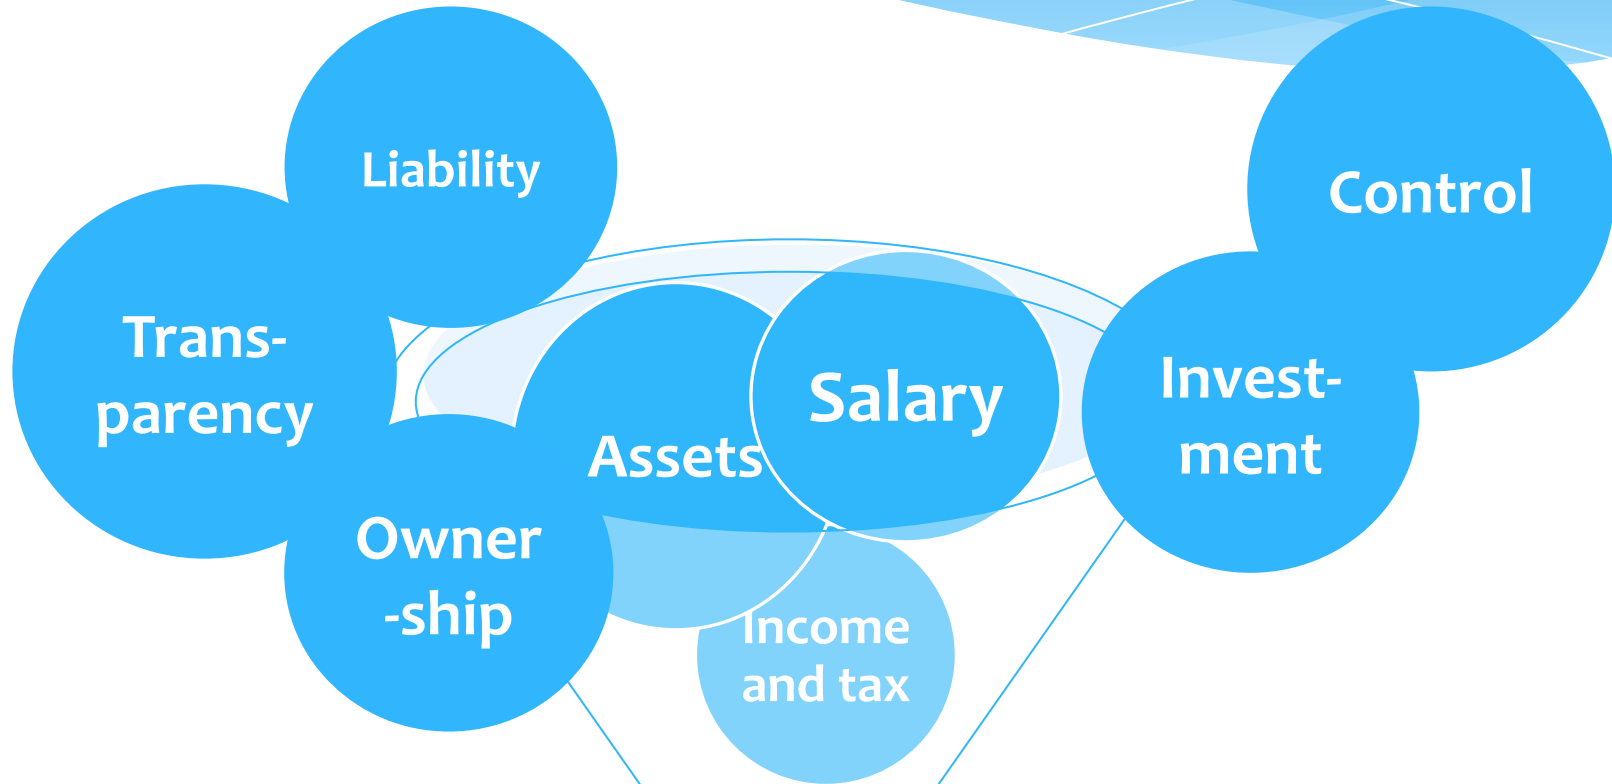 Liability
Control
Trans-
parency
Assets
Salary
Invest-
ment
Owner
-ship
Income
and tax